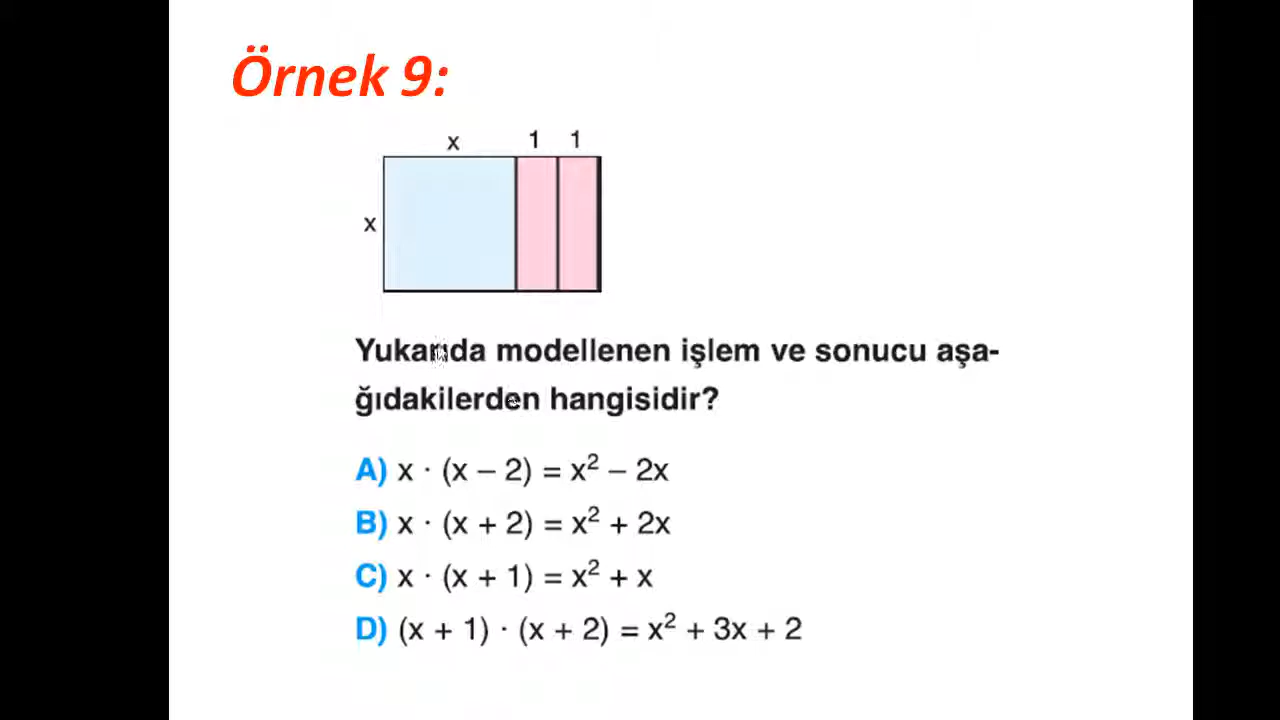 Örnek 9:
x 1 1
x
Yukarıda modellenen işlem ve sonucu aşa-
ğıdakilerden hangisidir?
A) x · (x – 2) = x² – 2x
B) x · (x + 2) = x² + 2x
C) x · (x + 1) = x² + x
D) (x + 1) · (x + 2) = x² + 3x + 2